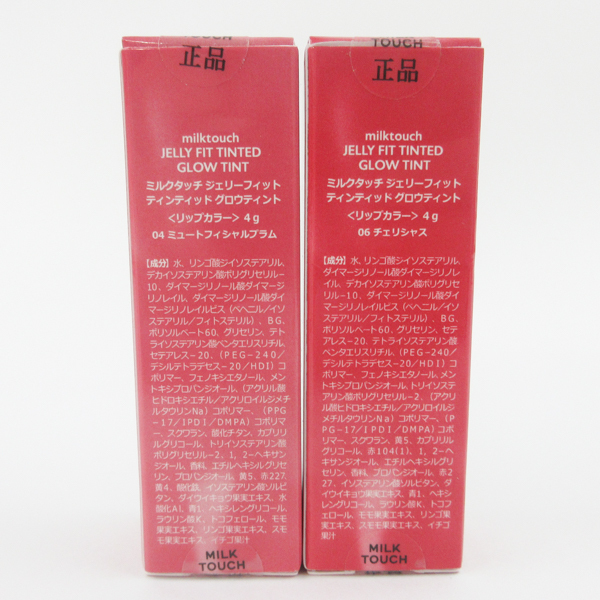 正品
milktouch
JELLY FIT TINTED
GLOW TINT
ミルクタッチ ジェリーフィット
ティンティッド グロウティント
<リップカラー> 4g
04 ミュートフィシャルプラム
【成分】水、リンゴ酸ジイソステアリル、
デカイソステアリン酸ポリグリセリル-
10、ダイマージリノール酸ダイマー
ジリノレイル、ダイマージリノール酸ダイ
マージリノレイルビス(ベヘニル/イソ
ステアリル/フィトステリル)、BG、
ポリソルベート60、グリセリン、テト
ライソステアリン酸ペンタエリスリチル、
セテアレス-20、(PEG-240/
デシルテトラデセス-20/HDI)コ
ポリマー、フェノキシエタノール、メン
トキシプロパンジオール、(アクリル酸
ヒドロキシエチル/アクリロイルジメチ
ルタウリンNa)コポリマー、(PPG
-17/IPDI/DMPA)コポリマ
ー、スクワラン、酸化チタン、カプリリ
ルグリコール、トリイソステアリン酸
ポリグリセリル-2、1,2-ヘキサン
ジオール、香料、エチルヘキシルグリセ
リン、プロパンジオール、黄5、赤227、
黄4、酸化鉄、イソステアリン酸ソルビ
タン、ダイウイキョウ果実エキス、水
酸化Al、青1、ヘキシレングリコール、
ラウリン酸K、トコフェロール、モモ
果実エキス、リンゴ果実エキス、スモ
モ果実エキス、イチゴ果汁
MILK
TOUCH
TOUCH
正品
milktouch
JELLY FIT TINTED
GLOW TINT
ミルクタッチ ジェリーフィット
ティンティッド グロウティント
<リップカラー> 4g
06 チェリシャス
【成分】水、リンゴ酸ジイソステアリル、
ダイマージリノール酸ダイマージリノレ
イル、デカイソステアリン酸ポリグリセ
リル-10、ダイマージリノール酸ダイ
マージリノレイルビス(ベヘニル/イソ
ステアリル/フィトステリル)、BG、
ポリソルベート60、グリセリン、セテ
アレス-20、テトライソステアリン酸
ペンタエリスリチル、(PEG-240/
デシルテトラデセス-20/HDI)コ
ポリマー、フェノキシエタノール、メン
トキシプロパンジオール、トリイソステ
アリン酸ポリグリセリル-2、(アクリ
ル酸ヒドロキシエチル/アクリロイルジ
メチルタウリンNa)コポリマー、(P
PG-17/IPDI/DMPA)コポリ
マー、スクワラン、黄5、カプリリル
グリコール、赤104(1)、1,2-ヘ
キサンジオール、エチルヘキシルグリ
セリン、香料、プロパンジオール、赤2
27、イソステアリン酸ソルビタン、ダ
イウイキョウ果実エキス、青1、ヘキシ
レングリコール、ラウリン酸K、トコフ
ェロール、モモ果実エキス、リンゴ果
実エキス、スモモ果実エキス、イチゴ
果汁
MILK
TOUCH